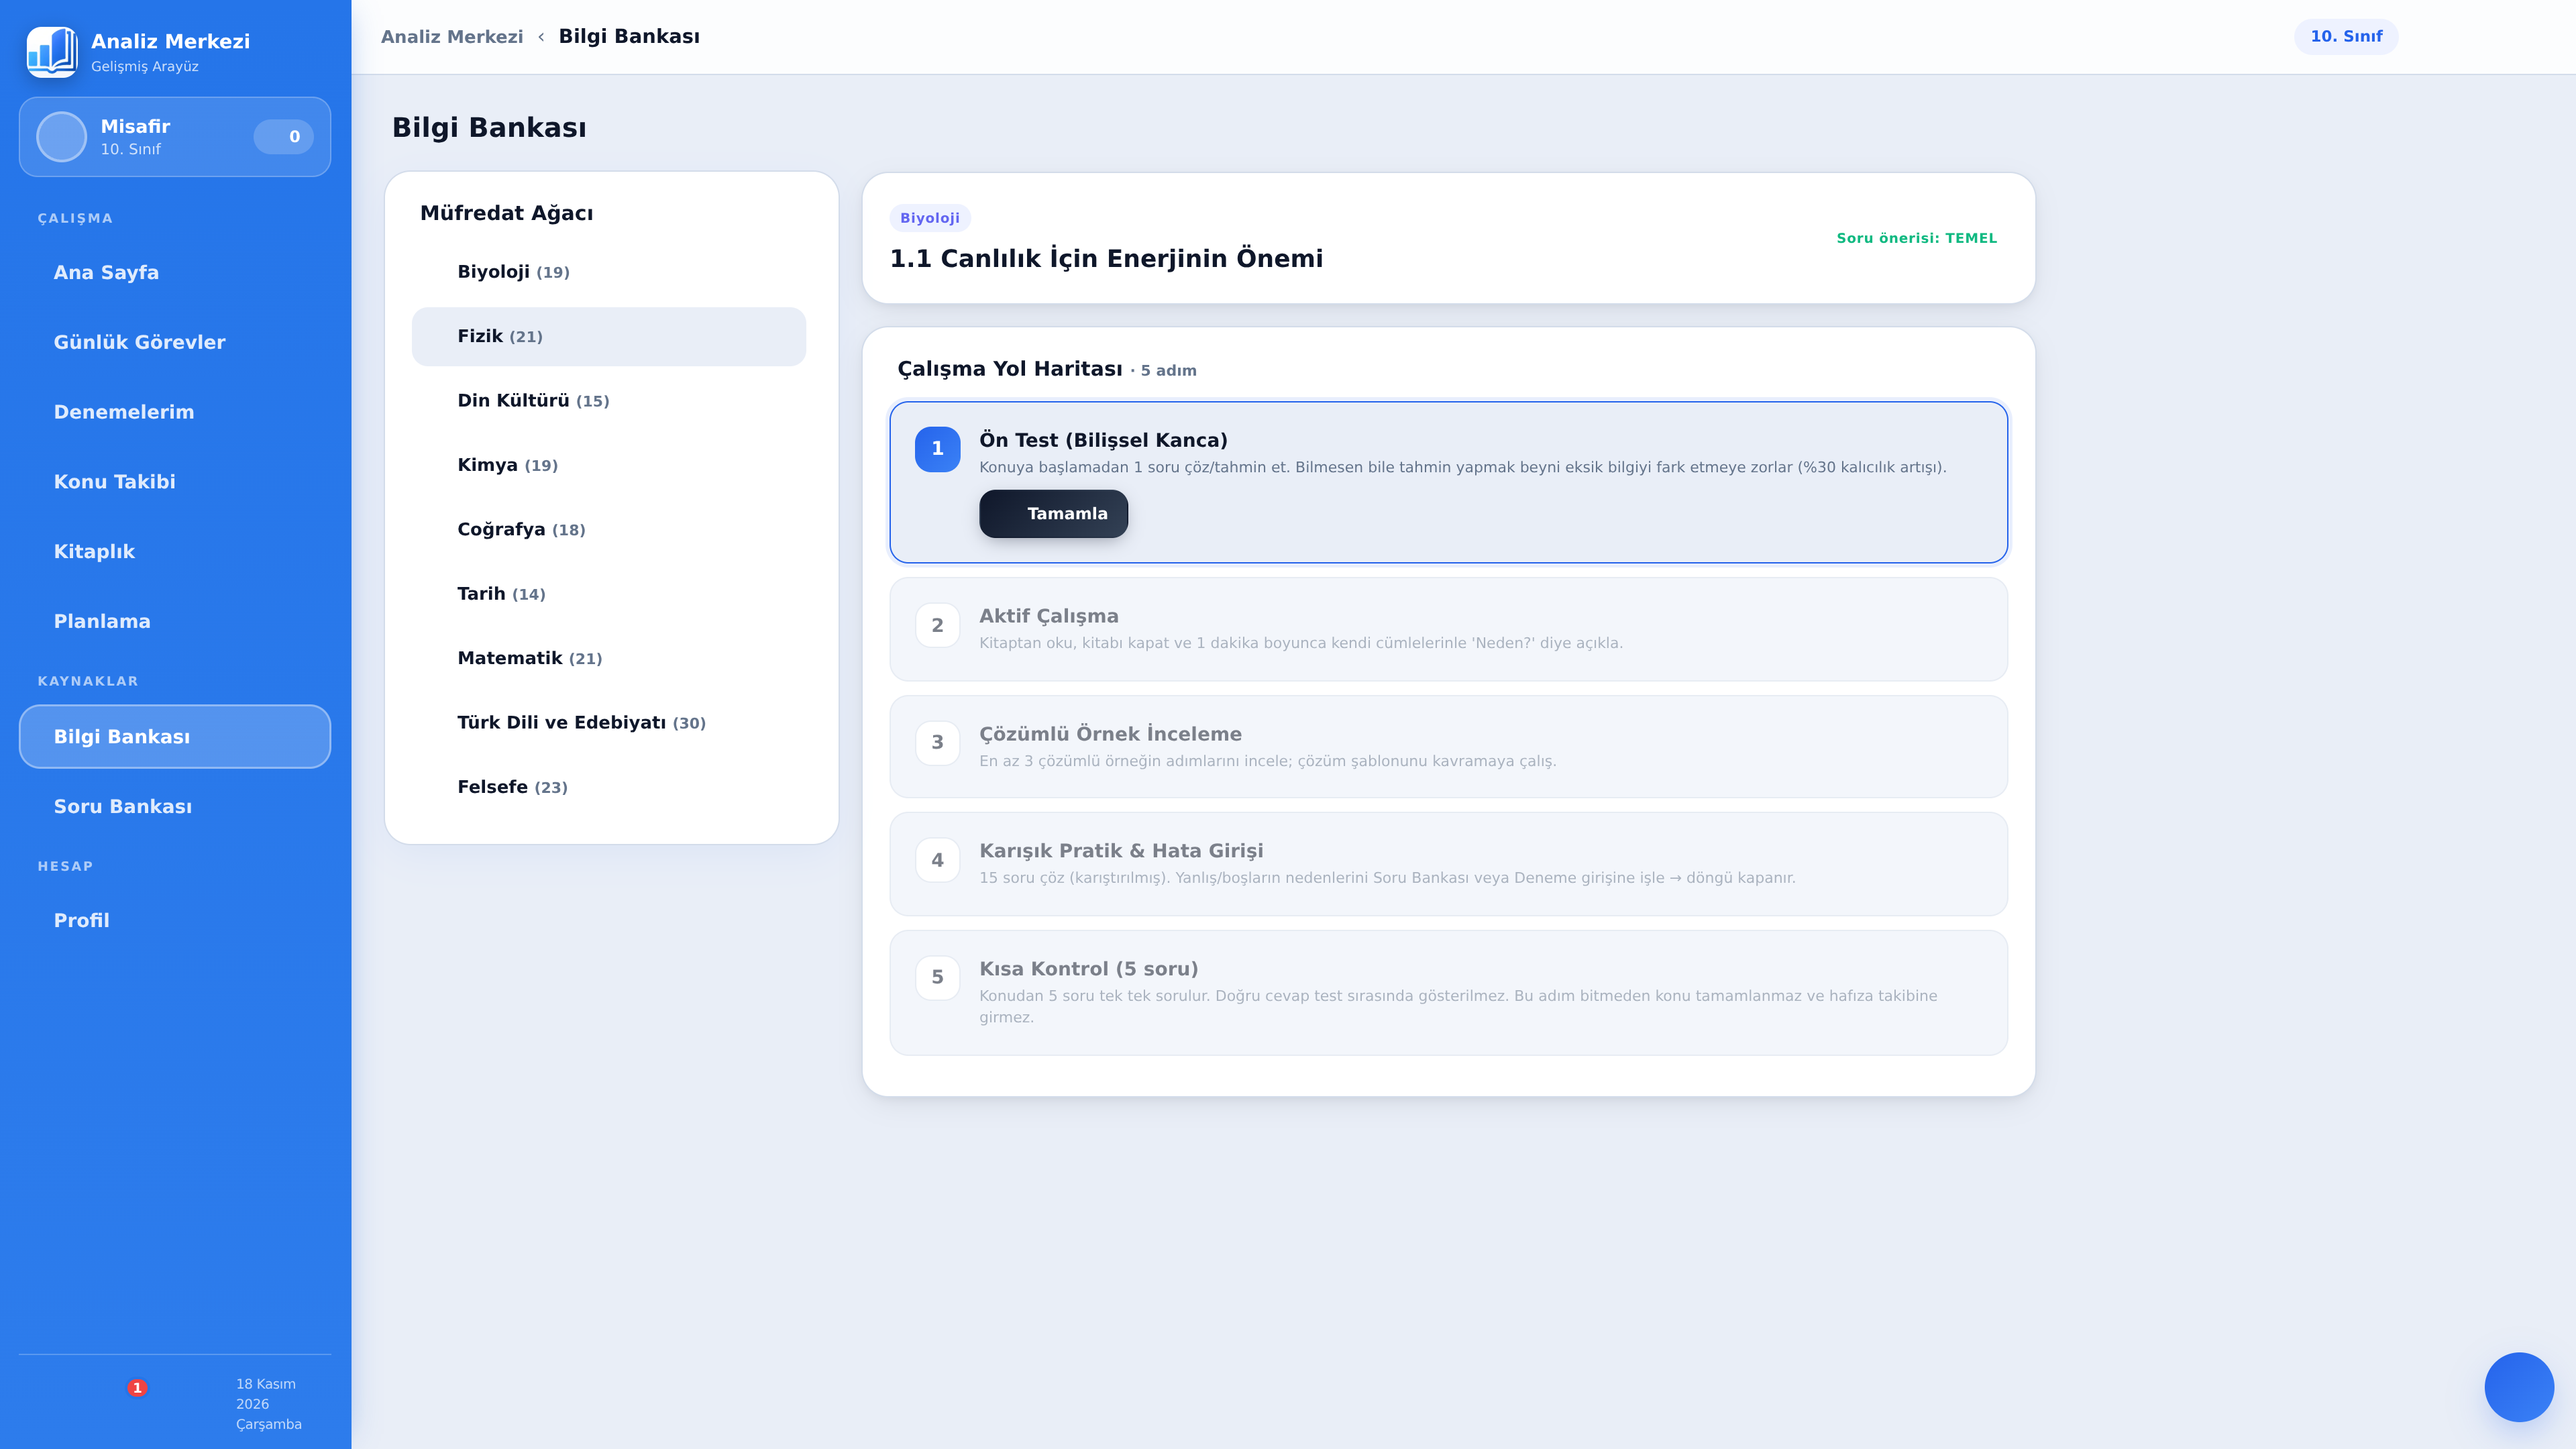 Analiz Merkezi
Gelişmiş Arayüz
Misafir
10. Sınıf
0
ÇALIŞMA
Ana Sayfa
Günlük Görevler
Denemelerim
Konu Takibi
Kitaplık
Planlama
KAYNAKLAR
Bilgi Bankası
Soru Bankası
HESAP
Profil
1
18 Kasım
2026
Çarşamba
Analiz Merkezi ‹ Bilgi Bankası
10. Sınıf
Bilgi Bankası
Müfredat Ağacı
Biyoloji (19)
Fizik (21)
Din Kültürü (15)
Kimya (19)
Coğrafya (18)
Tarih (14)
Matematik (21)
Türk Dili ve Edebiyatı (30)
Felsefe (23)
Biyoloji
1.1 Canlılık İçin Enerjinin Önemi
Soru önerisi: TEMEL
Çalışma Yol Haritası · 5 adım
1
Ön Test (Bilişsel Kanca)
Konuya başlamadan 1 soru çöz/tahmin et. Bilmesen bile tahmin yapmak beyni eksik bilgiyi fark etmeye zorlar (%30 kalıcılık artışı).
Tamamla
2
Aktif Çalışma
Kitaptan oku, kitabı kapat ve 1 dakika boyunca kendi cümlelerinle 'Neden?' diye açıkla.
3
Çözümlü Örnek İnceleme
En az 3 çözümlü örneğin adımlarını incele; çözüm şablonunu kavramaya çalış.
4
Karışık Pratik & Hata Girişi
15 soru çöz (karıştırılmış). Yanlış/boşların nedenlerini Soru Bankası veya Deneme girişine işle → döngü kapanır.
5
Kısa Kontrol (5 soru)
Konudan 5 soru tek tek sorulur. Doğru cevap test sırasında gösterilmez. Bu adım bitmeden konu tamamlanmaz ve hafıza takibine
girmez.